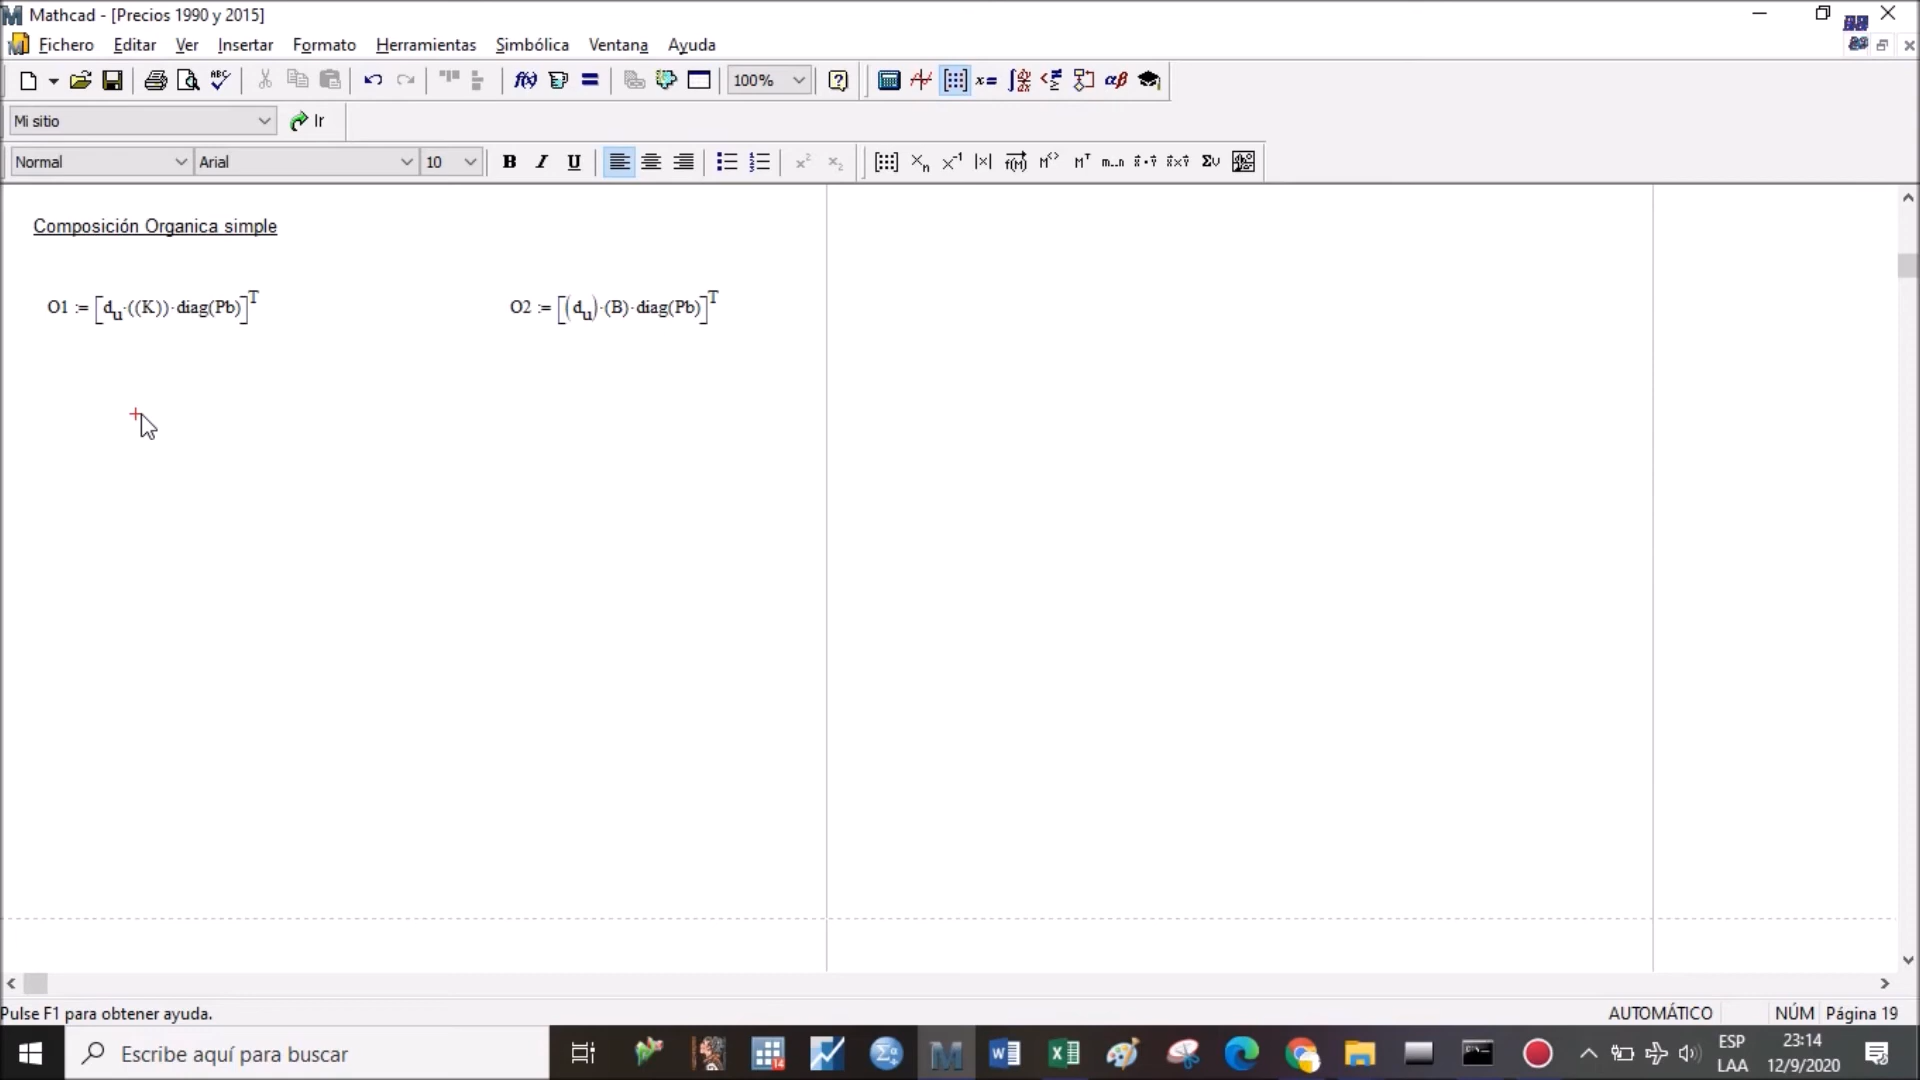 Mathcad - [Precios 1990 y 2015]
Fichero Editar Ver Insertar Formato Herramientas Simbólica Ventana Ayuda
100%
Mi sitio Ir
Normal Arial 10 B I U
Composición Organica simple
O1 := [d_u·((K))·diag(Pb)]^T O2 := [(d_u)·(B)·diag(Pb)]^T
Pulse F1 para obtener ayuda. AUTOMÁTICO NÚM Página 19
Escribe aquí para buscar
ESP 23:14
LAA 12/9/2020